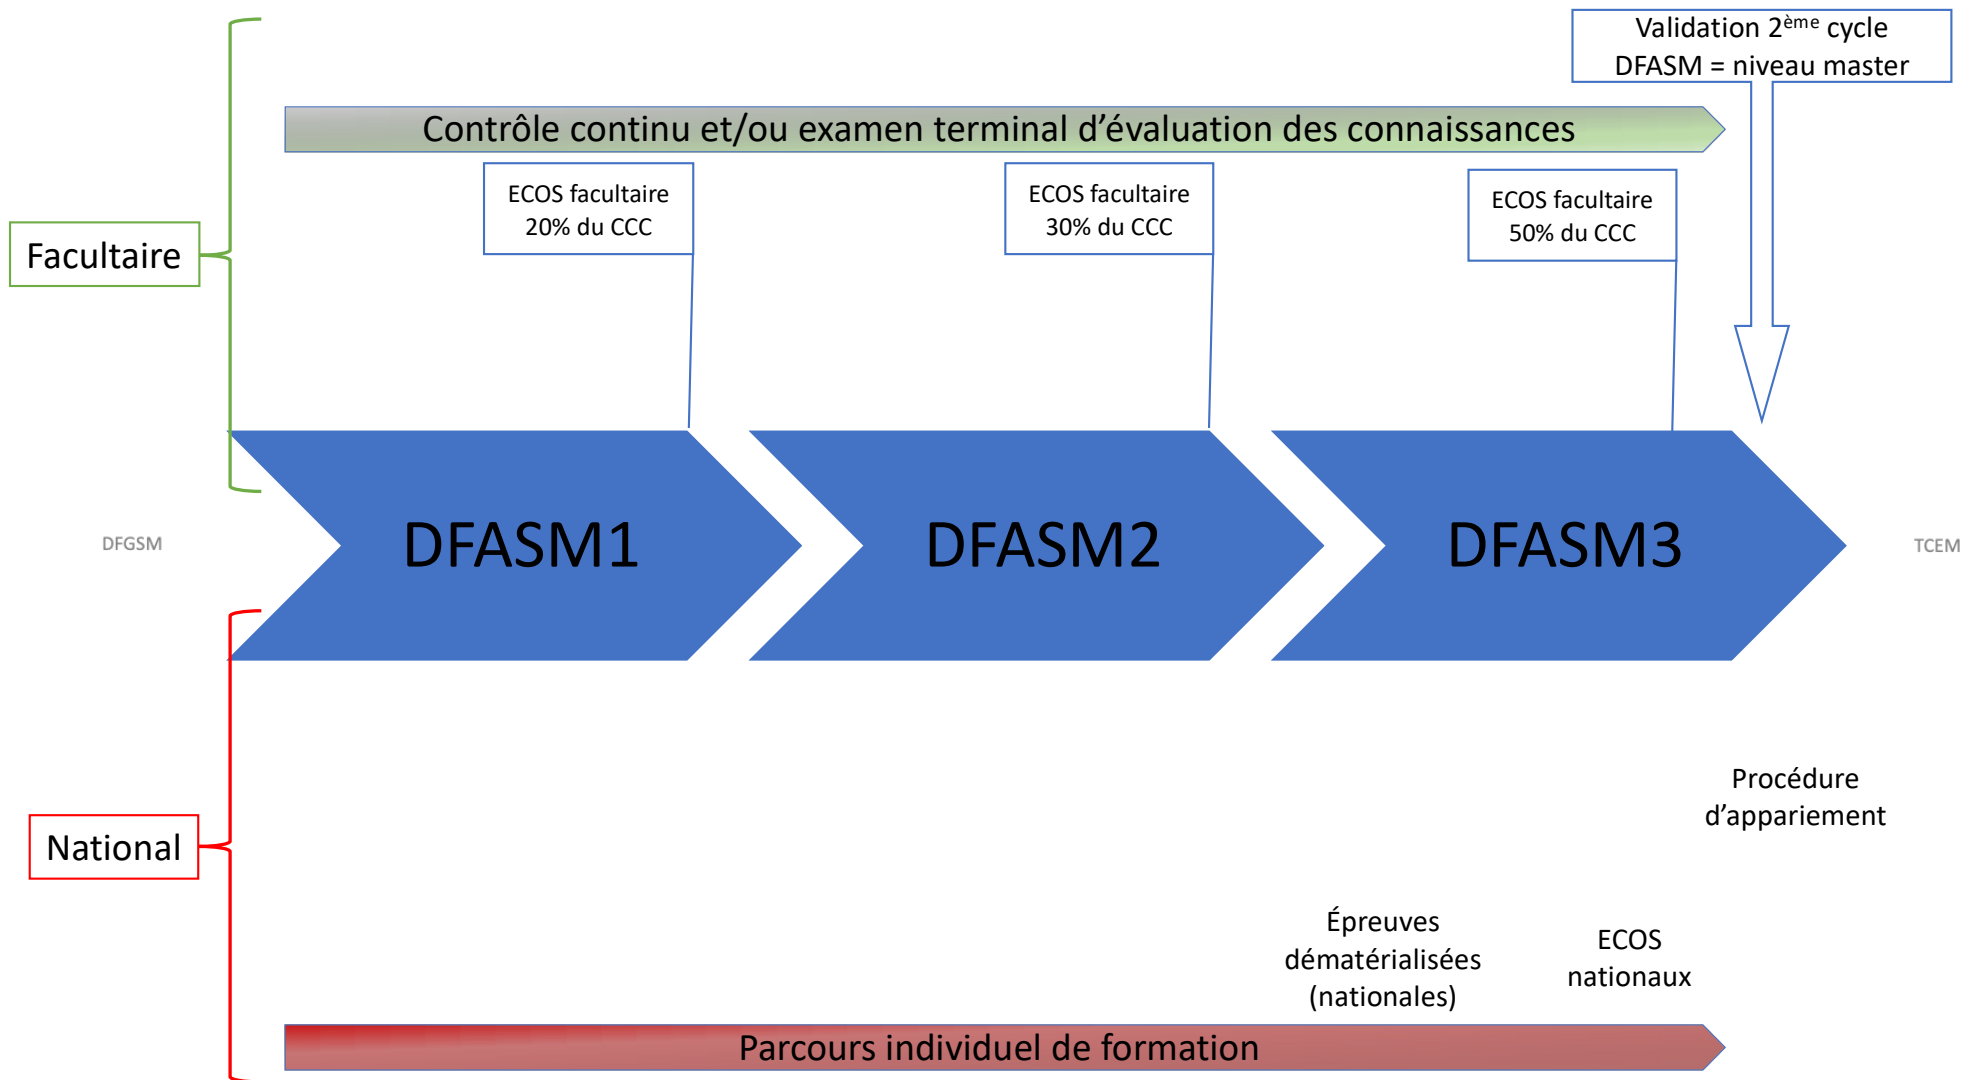 Validation 2ème cycle
DFASM = niveau master
Contrôle continu et/ou examen terminal d’évaluation des connaissances
ECOS facultaire
20% du CCC
ECOS facultaire
30% du CCC
ECOS facultaire
50% du CCC
Facultaire
DFGSM
DFASM1
DFASM2
DFASM3
TCEM
Procédure
d’appariement
National
Épreuves
dématérialisées
(nationales)
ECOS
nationaux
Parcours individuel de formation